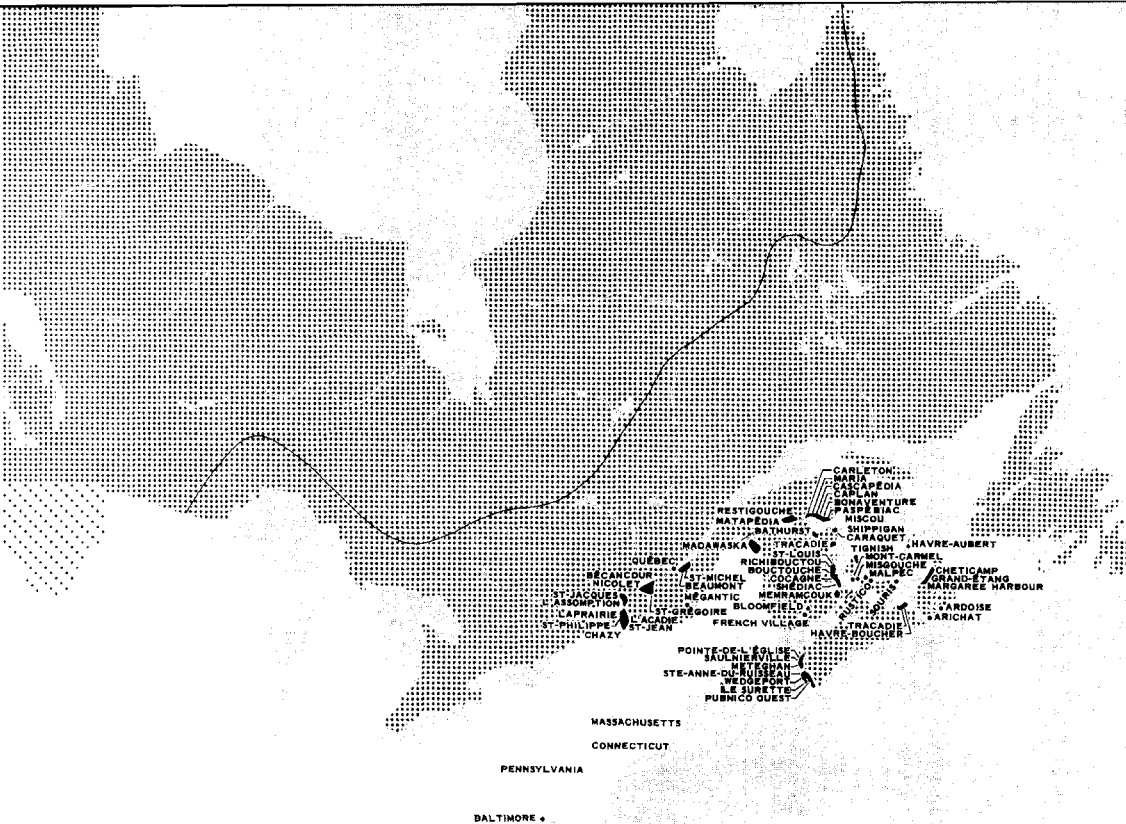 CARLETON
MARIA
CASCAPÉDIA
CAPLAN
BONAVENTURE
PASPÉBIAC
RESTIGOUCHE
MATAPÉDIA
MISCOU
BATHURST
SHIPPIGAN
CARAQUET
TRACADIE
MADAWASKA
HAVRE-AUBERT
TIGNISH
MONT-CARMEL
MISCOUCHE
MALPEC
ST-LOUIS
RICHIBOUCTOU
BOUCTOUCHE
COCAGNE
SHÉDIAC
MEMRAMCOUK
CHETICAMP
GRAND-ÉTANG
MARGAREE HARBOUR
QUÉBEC
ST-MICHEL
BEAUMONT
MÉGANTIC
BÉCANCOUR
NICOLET
ST-JACQUES
L'ASSOMPTION
ST-GRÉGOIRE
LAPRAIRIE
L'ACADIE
ST-PHILIPPE
ST-JEAN
CHAZY
BLOOMFIELD
FRENCH VILLAGE
RUSTICO
SOURIS
ARDOISE
ARICHAT
TRACADIE
HAVRE-BOUCHER
POINTE-DE-L'ÉGLISE
SAULNIERVILLE
METEGHAN
STE-ANNE-DU-RUISSEAU
WEDGEPORT
ÎLE SURETTE
PUBNICO OUEST
MASSACHUSETTS
CONNECTICUT
PENNSYLVANIA
BALTIMORE